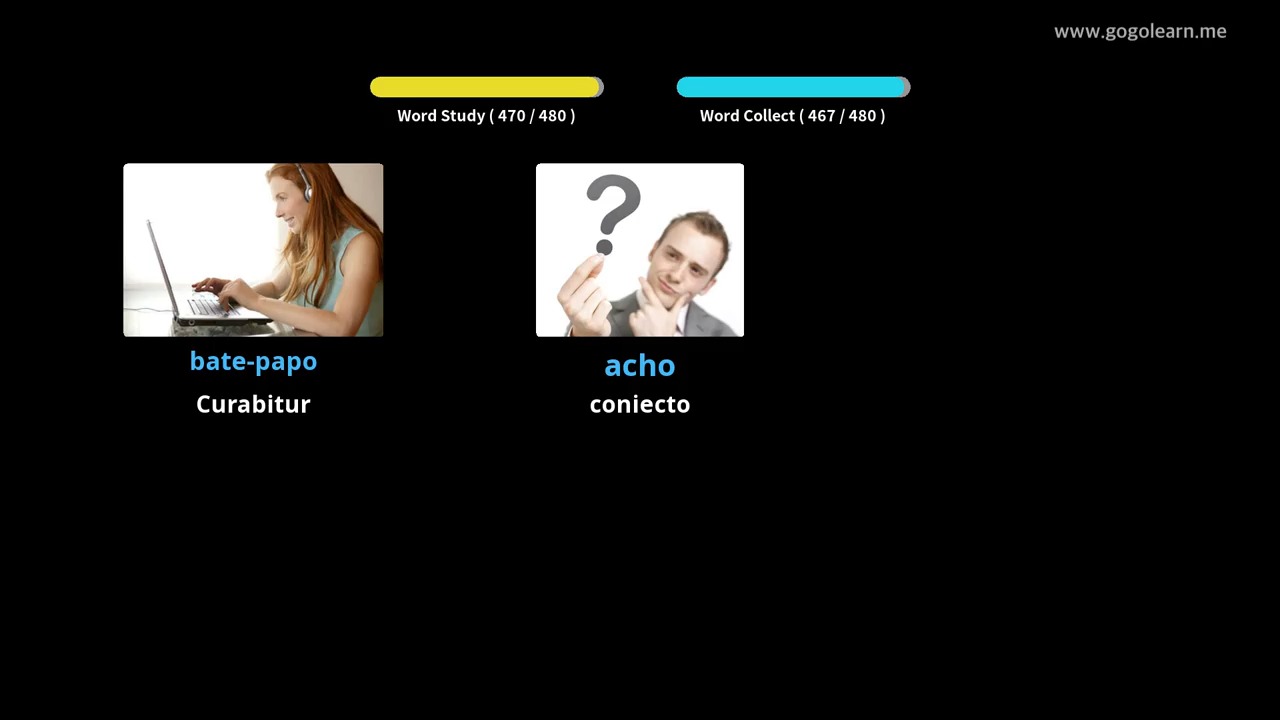 www.gogolearn.me
Word Study ( 470 / 480 )
Word Collect ( 467 / 480 )
bate-papo
acho
Curabitur
coniecto